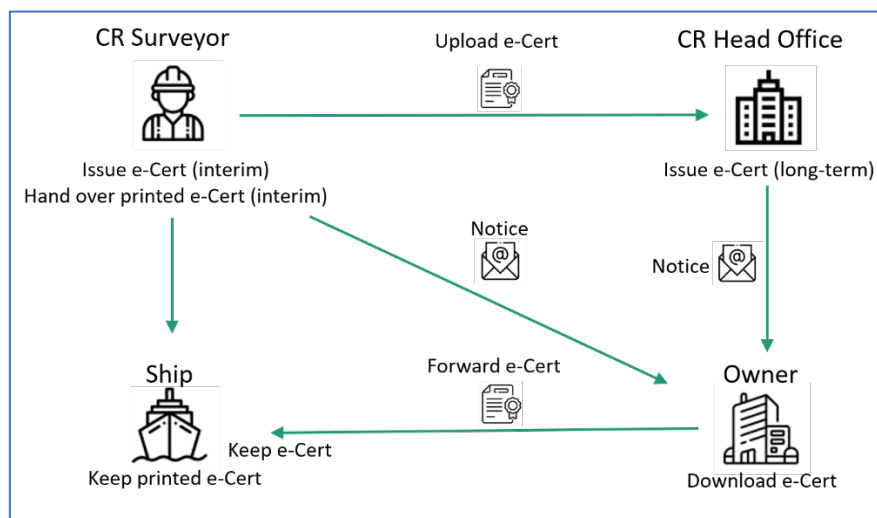 CR Surveyor
Upload e-Cert
CR Head Office
Issue e-Cert (interim)
Hand over printed e-Cert (interim)
Issue e-Cert (long-term)
Notice
Notice
Ship
Forward e-Cert
Owner
Keep e-Cert
Keep printed e-Cert
Download e-Cert